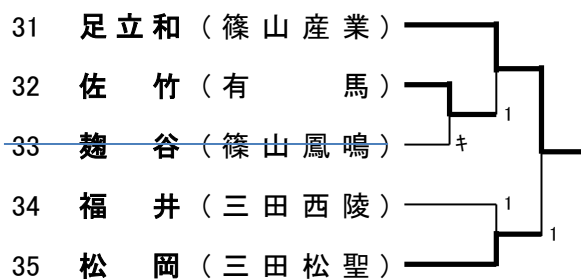 31 足立和（篠山産業）
32 佐竹（有馬） 1
33 麹谷（篠山鳳鳴） キ
34 福井（三田西陵） 1
35 松岡（三田松聖） 1